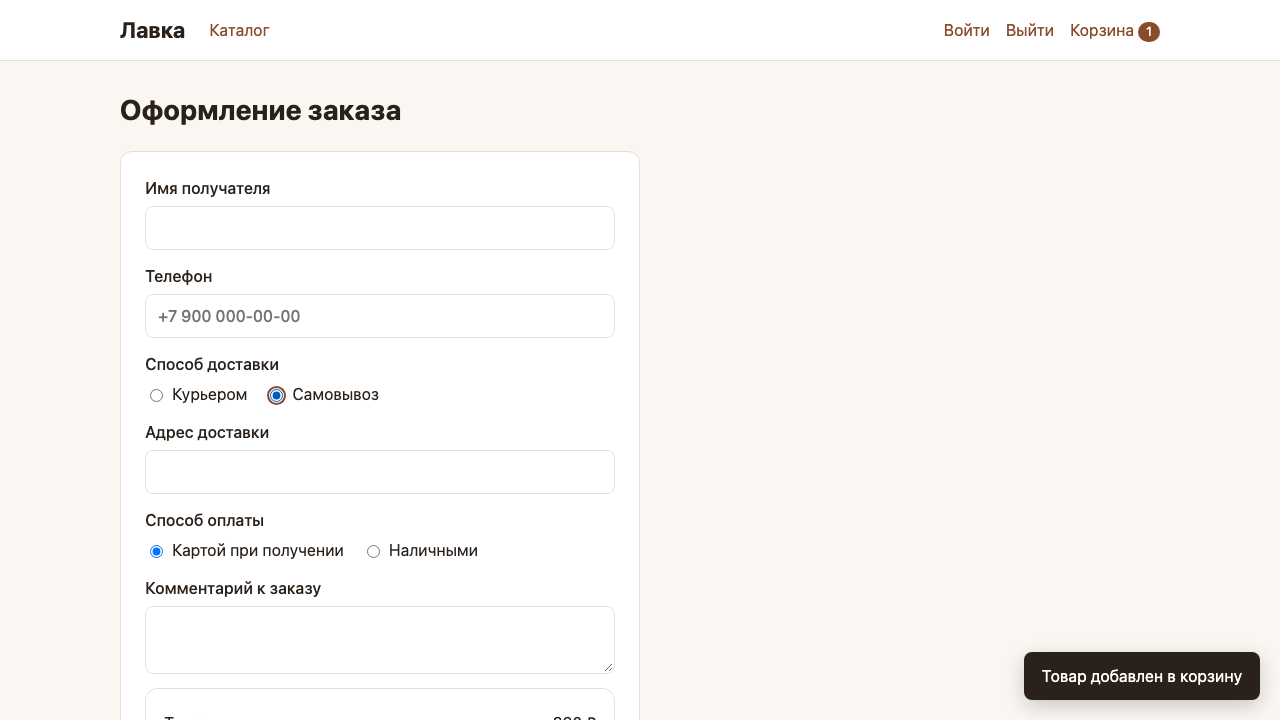 Лавка
Каталог
Войти
Выйти
Корзина 1
Оформление заказа
Имя получателя
Телефон
+7 900 000-00-00
Способ доставки
Курьером
Самовывоз
Адрес доставки
Способ оплаты
Картой при получении
Наличными
Комментарий к заказу
Товар добавлен в корзину